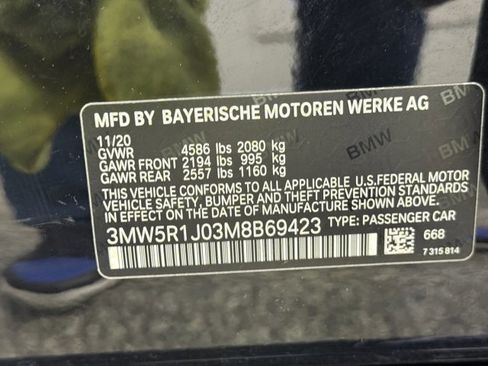 MFD BY BAYERISCHE MOTOREN WERKE AG
11/20
GVWR 4586 lbs 2080 kg
GAWR FRONT 2194 lbs 995 kg
GAWR REAR 2557 lbs 1160 kg
THIS VEHICLE CONFORMS TO ALL APPLICABLE U.S.FEDERAL MOTOR
VEHICLE SAFETY, BUMPER, AND THEFT PREVENTION STANDARDS
IN EFFECT ON THE DATE OF MANUFACTURE SHOWN ABOVE.
3MW5R1J03M8B69423 TYPE: PASSENGER CAR
668
7 315 814